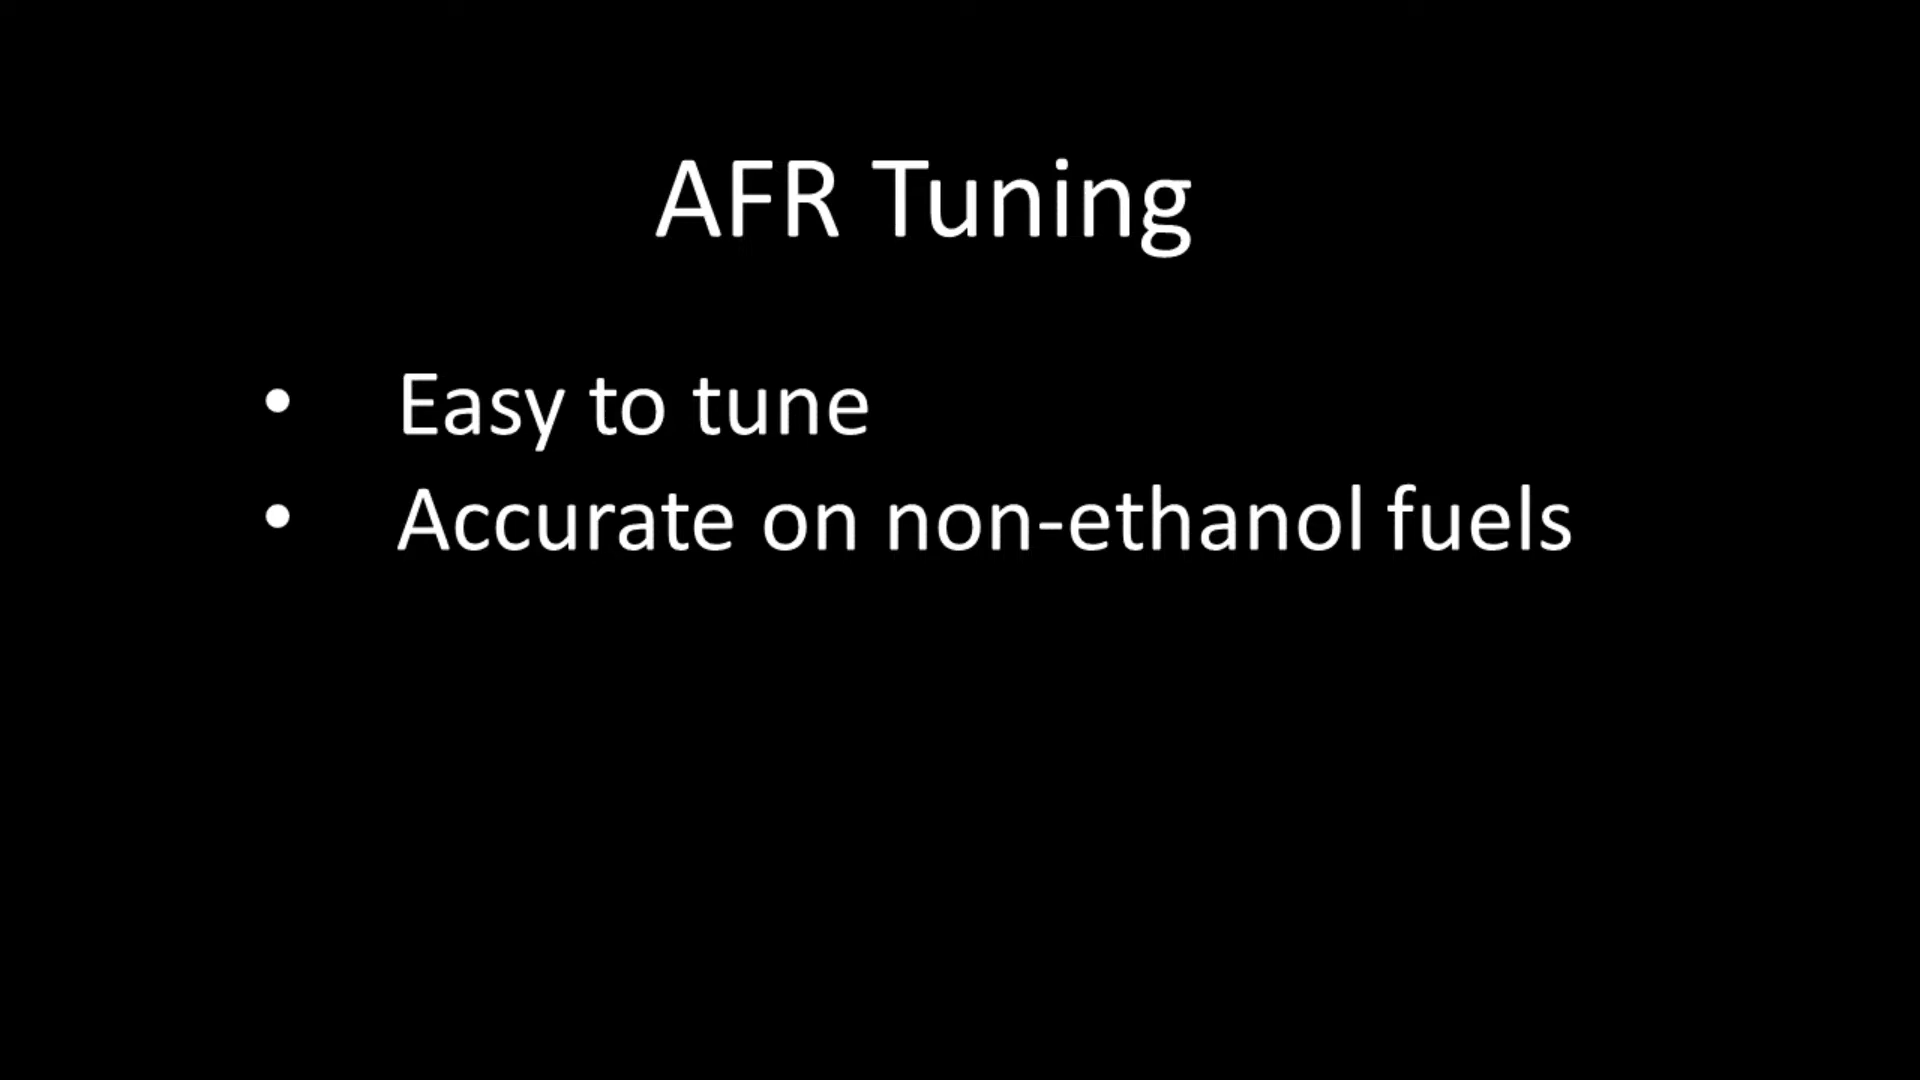 AFR Tuning
• Easy to tune
• Accurate on non-ethanol fuels